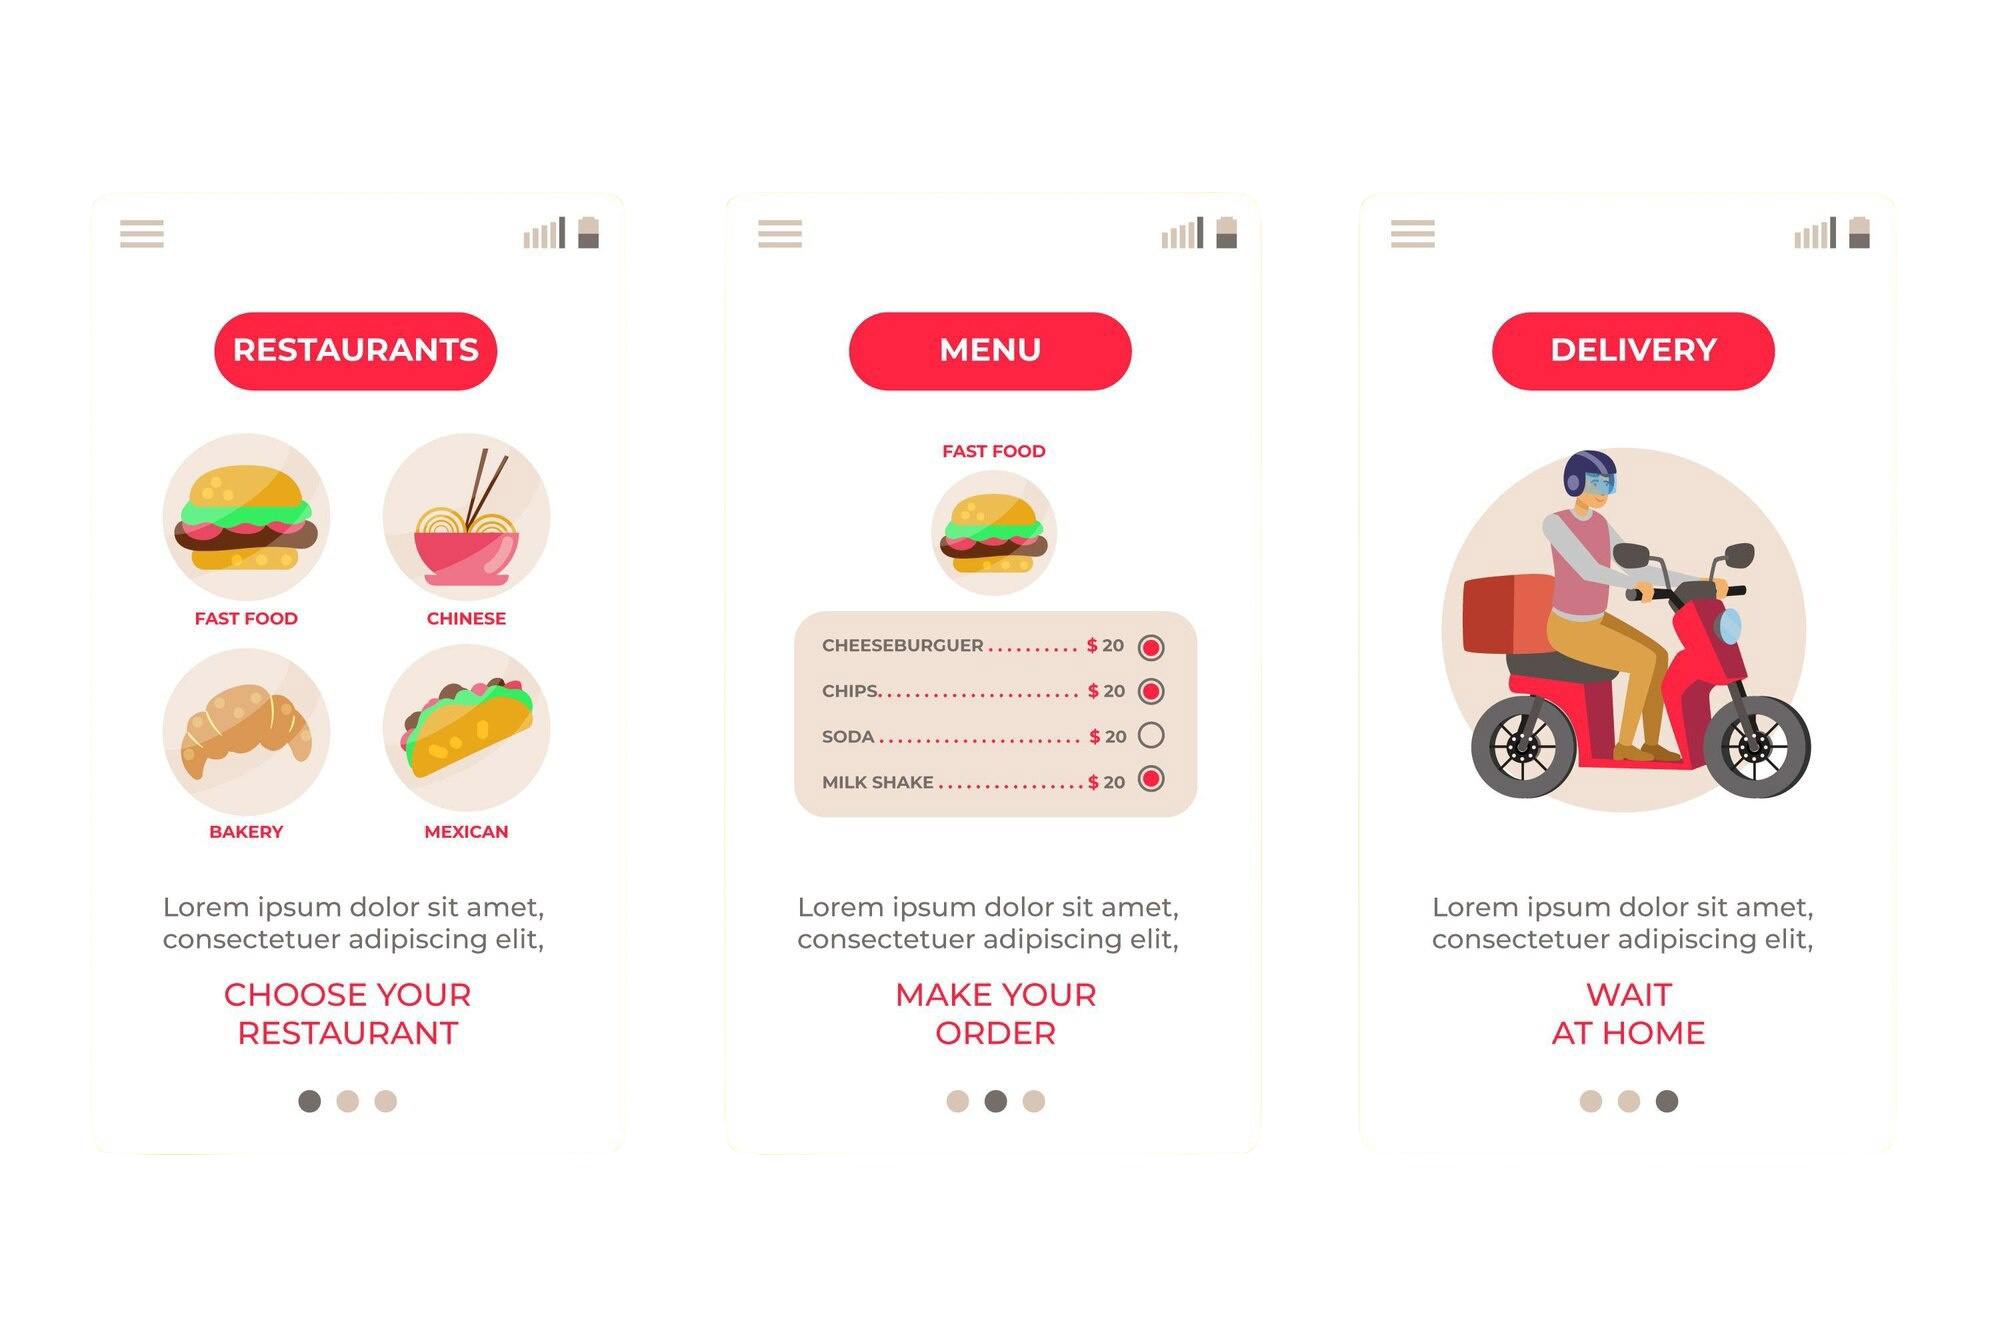 RESTAURANTS
FAST FOOD
CHINESE
BAKERY
MEXICAN
Lorem ipsum dolor sit amet,
consectetuer adipiscing elit,
CHOOSE YOUR
RESTAURANT
MENU
FAST FOOD
CHEESEBURGUER .......... $ 20
CHIPS...................... $ 20
SODA ...................... $ 20
MILK SHAKE ................ $ 20
Lorem ipsum dolor sit amet,
consectetuer adipiscing elit,
MAKE YOUR
ORDER
DELIVERY
Lorem ipsum dolor sit amet,
consectetuer adipiscing elit,
WAIT
AT HOME